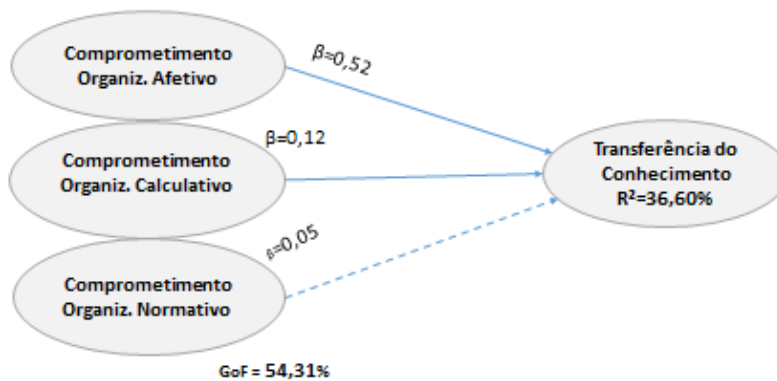 Comprometimento
Organiz. Afetivo
β=0,52
Comprometimento
Organiz. Calculativo
β=0,12
Transferência do
Conhecimento
R²=36,60%
Comprometimento
Organiz. Normativo
β=0,05
GoF = 54,31%